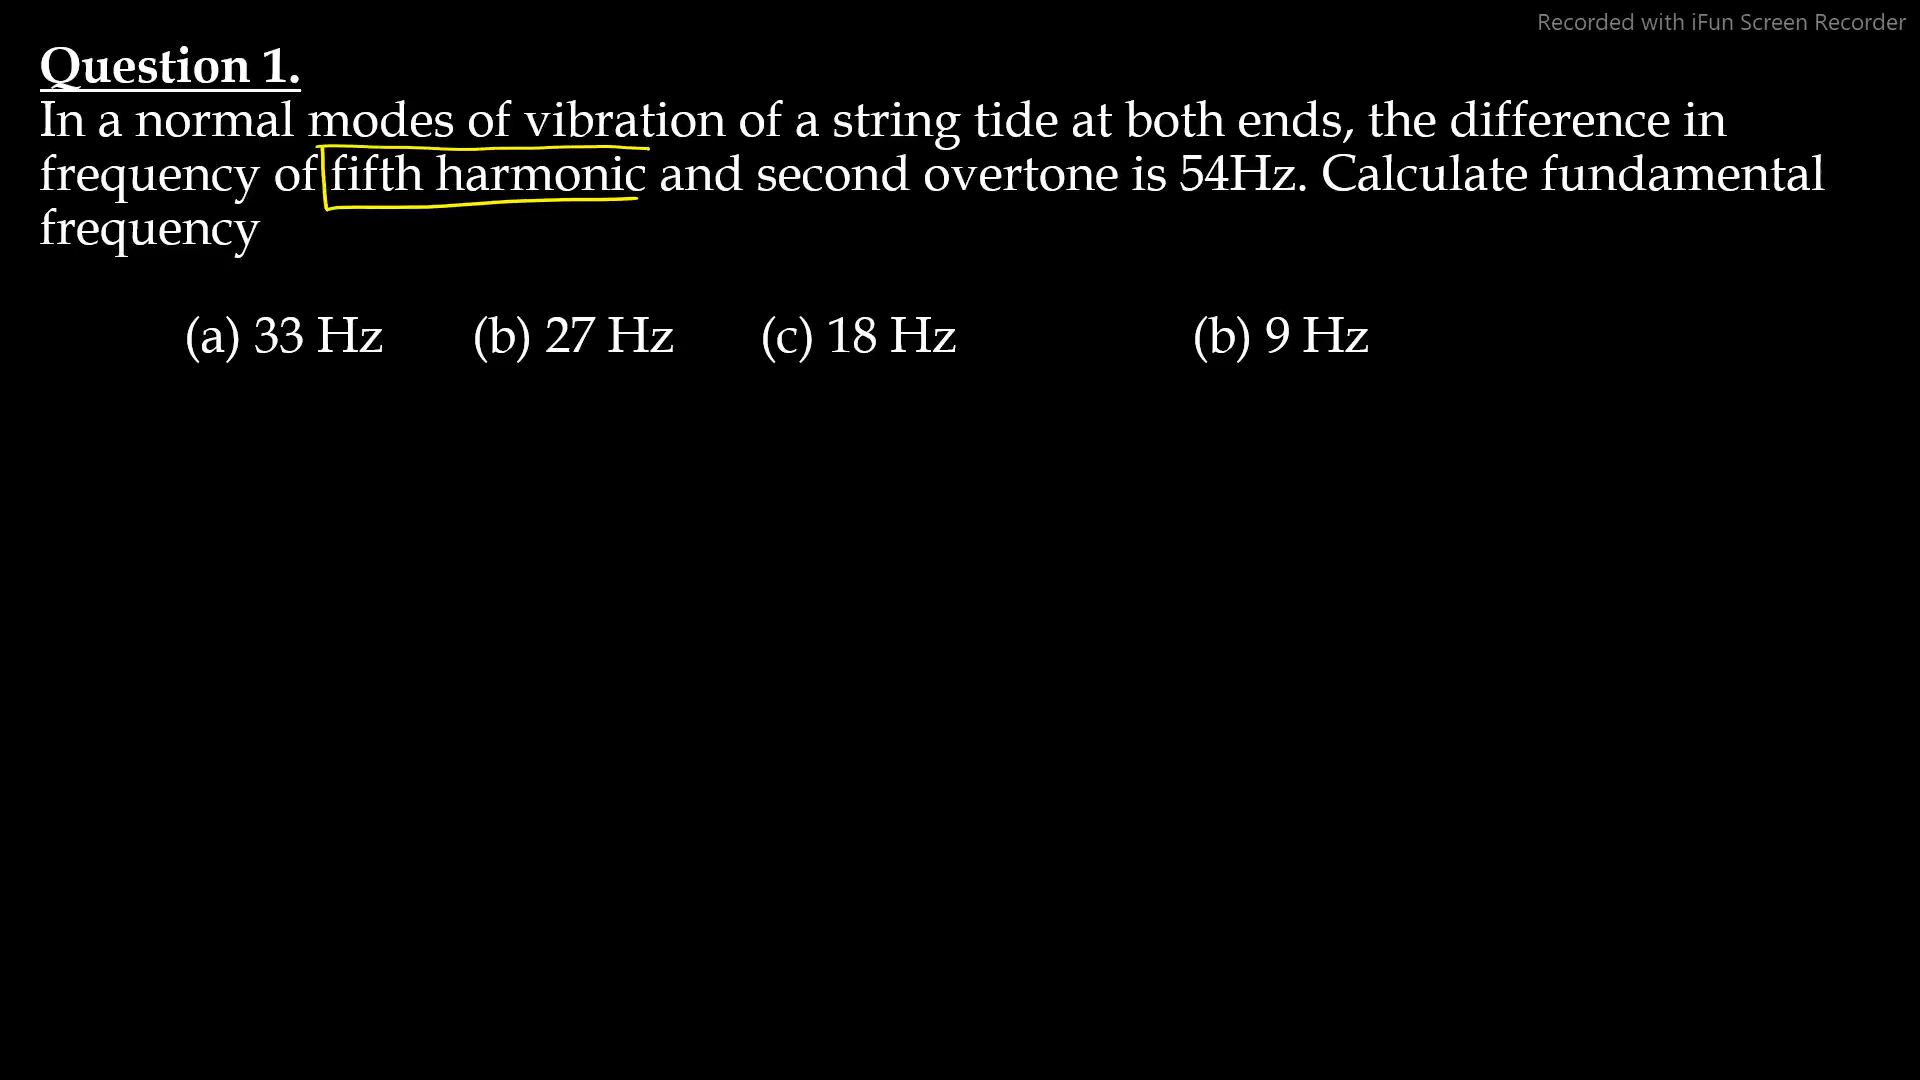 Recorded with iFun Screen Recorder
Question 1.
In a normal modes of vibration of a string tide at both ends, the difference in
frequency of fifth harmonic and second overtone is 54Hz. Calculate fundamental
frequency
(a) 33 Hz (b) 27 Hz (c) 18 Hz (b) 9 Hz